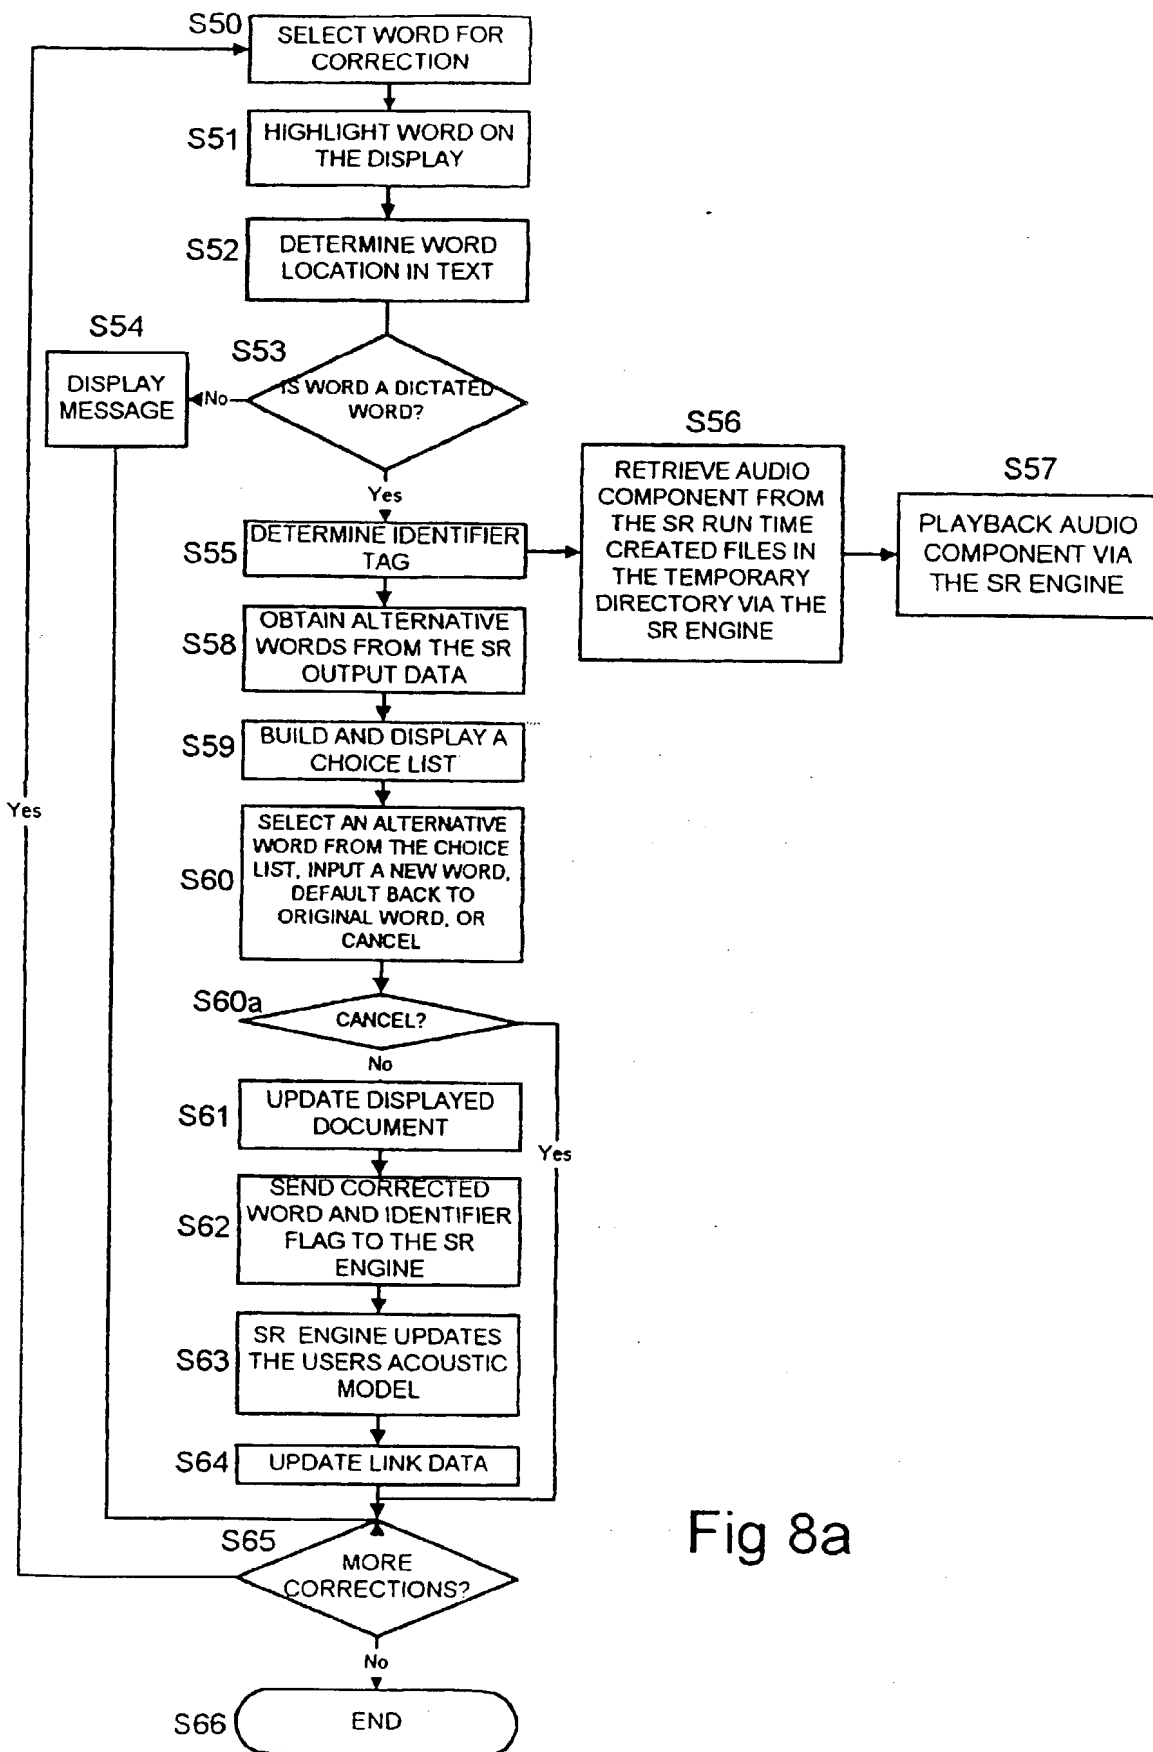 S50
SELECT WORD FOR
CORRECTION
S51
HIGHLIGHT WORD ON
THE DISPLAY
S52
DETERMINE WORD
LOCATION IN TEXT
S54
DISPLAY
MESSAGE
S53
IS WORD A DICTATED
WORD?
No
Yes
S55
DETERMINE IDENTIFIER
TAG
S56
RETRIEVE AUDIO
COMPONENT FROM
THE SR RUN TIME
CREATED FILES IN
THE TEMPORARY
DIRECTORY VIA THE
SR ENGINE
S57
PLAYBACK AUDIO
COMPONENT VIA
THE SR ENGINE
S58
OBTAIN ALTERNATIVE
WORDS FROM THE SR
OUTPUT DATA
S59
BUILD AND DISPLAY A
CHOICE LIST
Yes
S60
SELECT AN ALTERNATIVE
WORD FROM THE CHOICE
LIST, INPUT A NEW WORD,
DEFAULT BACK TO
ORIGINAL WORD, OR
CANCEL
S60a
CANCEL?
No
Yes
S61
UPDATE DISPLAYED
DOCUMENT
S62
SEND CORRECTED
WORD AND IDENTIFIER
FLAG TO THE SR
ENGINE
S63
SR ENGINE UPDATES
THE USERS ACOUSTIC
MODEL
S64
UPDATE LINK DATA
S65
MORE
CORRECTIONS?
No
S66
END
Fig 8a